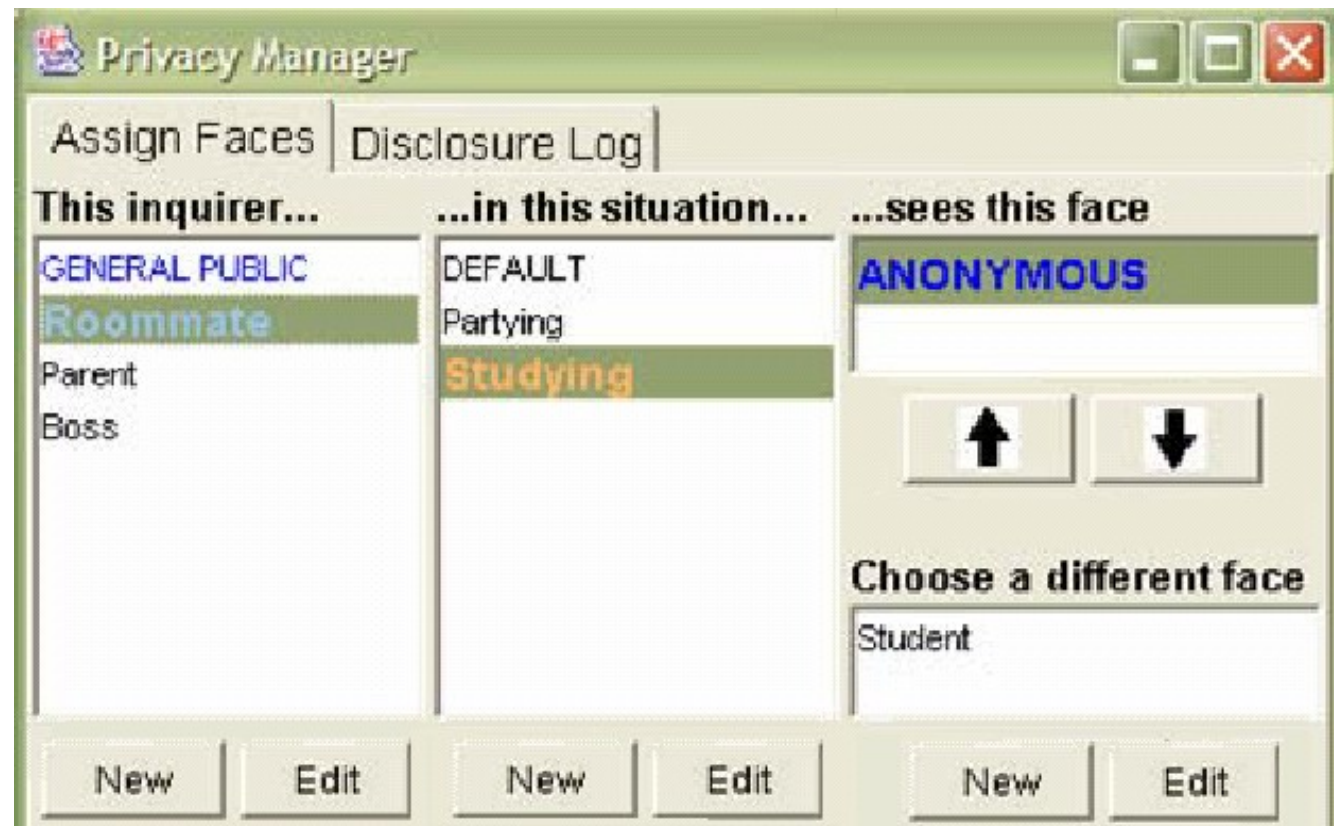 Privacy Manager
Assign Faces
Disclosure Log
This inquirer...
GENERAL PUBLIC
Roommate
Parent
Boss
New
Edit
...in this situation...
DEFAULT
Partying
Studying
New
Edit
...sees this face
ANONYMOUS
Choose a different face
Student
New
Edit